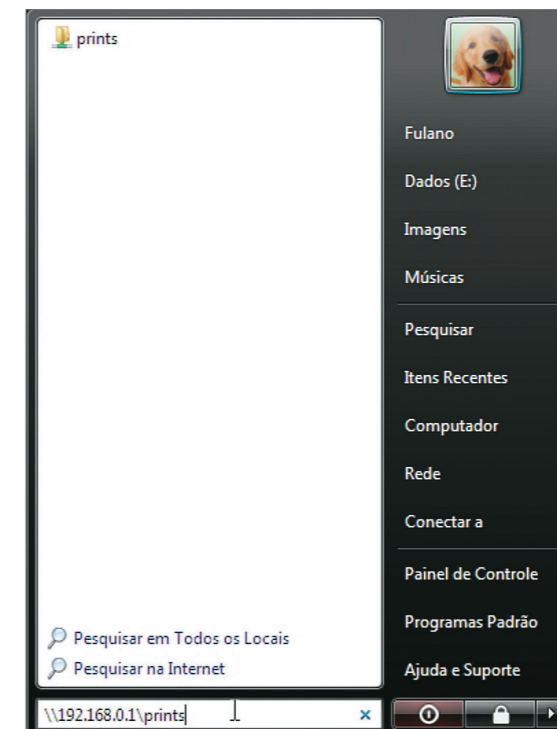 prints
Pesquisar em Todos os Locais
Pesquisar na Internet
\\192.168.0.1\prints
Fulano
Dados (E:)
Imagens
Músicas
Pesquisar
Itens Recentes
Computador
Rede
Conectar a
Painel de Controle
Programas Padrão
Ajuda e Suporte